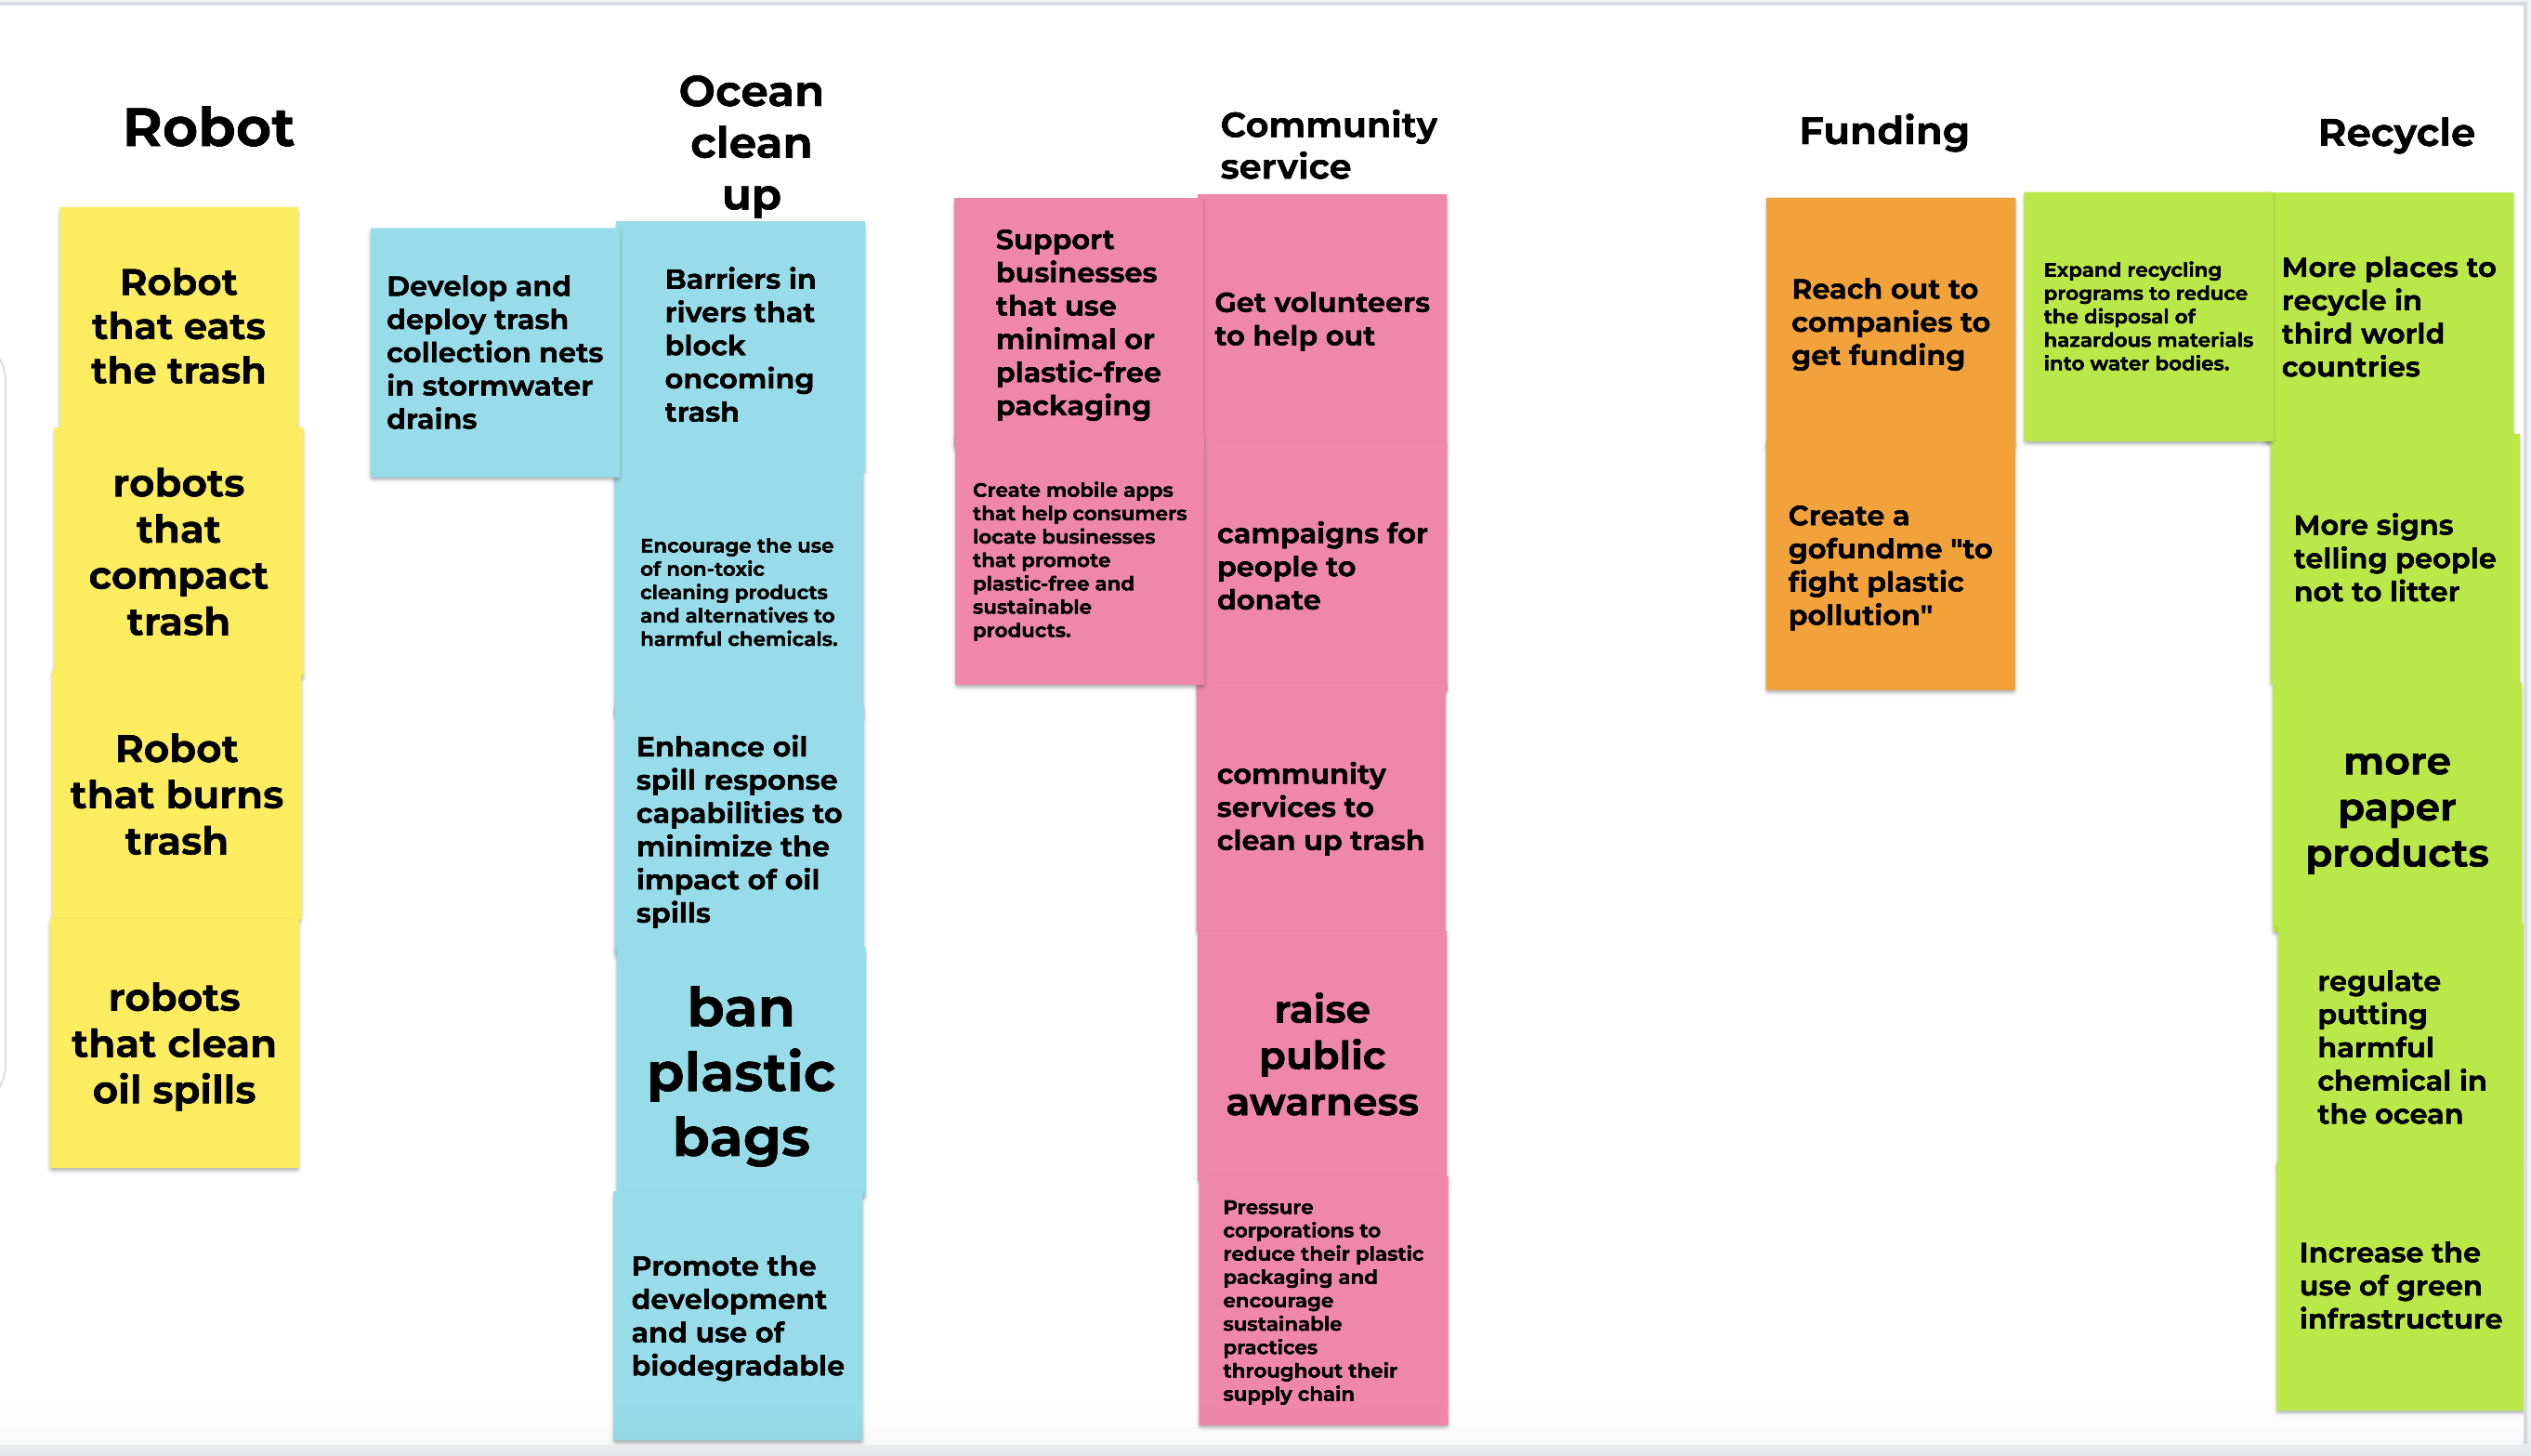 Robot
Robot
that eats
the trash
robots
that
compact
trash
Robot
that burns
trash
robots
that clean
oil spills
Ocean
clean
up
Develop and
deploy trash
collection nets
in stormwater
drains
Barriers in
rivers that
block
oncoming
trash
Encourage the use
of non-toxic
cleaning products
and alternatives to
harmful chemicals.
Enhance oil
spill response
capabilities to
minimize the
impact of oil
spills
ban
plastic
bags
Promote the
development
and use of
biodegradable
Community
service
Support
businesses
that use
minimal or
plastic-free
packaging
Get volunteers
to help out
Create mobile apps
that help consumers
locate businesses
that promote
plastic-free and
sustainable
products.
campaigns for
people to
donate
community
services to
clean up trash
raise
public
awarness
Pressure
corporations to
reduce their plastic
packaging and
encourage
sustainable
practices
throughout their
supply chain
Funding
Reach out to
companies to
get funding
Create a
gofundme "to
fight plastic
pollution"
Recycle
Expand recycling
programs to reduce
the disposal of
hazardous materials
into water bodies.
More places to
recycle in
third world
countries
More signs
telling people
not to litter
more
paper
products
regulate
putting
harmful
chemical in
the ocean
Increase the
use of green
infrastructure